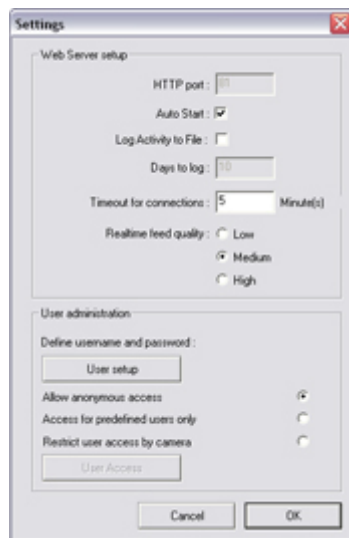 Settings
Web Server setup
HTTP port : 81
Auto Start :
Log Activity to File :
Days to log : 10
Timeout for connections : 5 Minute(s)
Realtime feed quality : Low
Medium
High
User administration
Define username and password :
User setup
Allow anonymous access
Access for predefined users only
Restrict user access by camera
User Access
Cancel OK